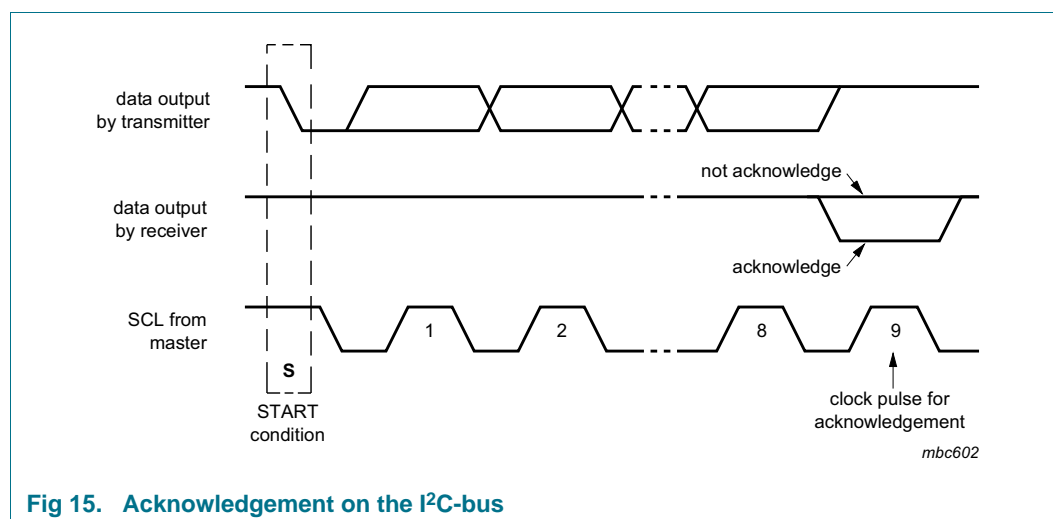 data output
by transmitter
not acknowledge
data output
by receiver
acknowledge
SCL from
master
1
2
8
9
S
START
condition
clock pulse for
acknowledgement
mbc602
Fig 15. Acknowledgement on the I²C-bus